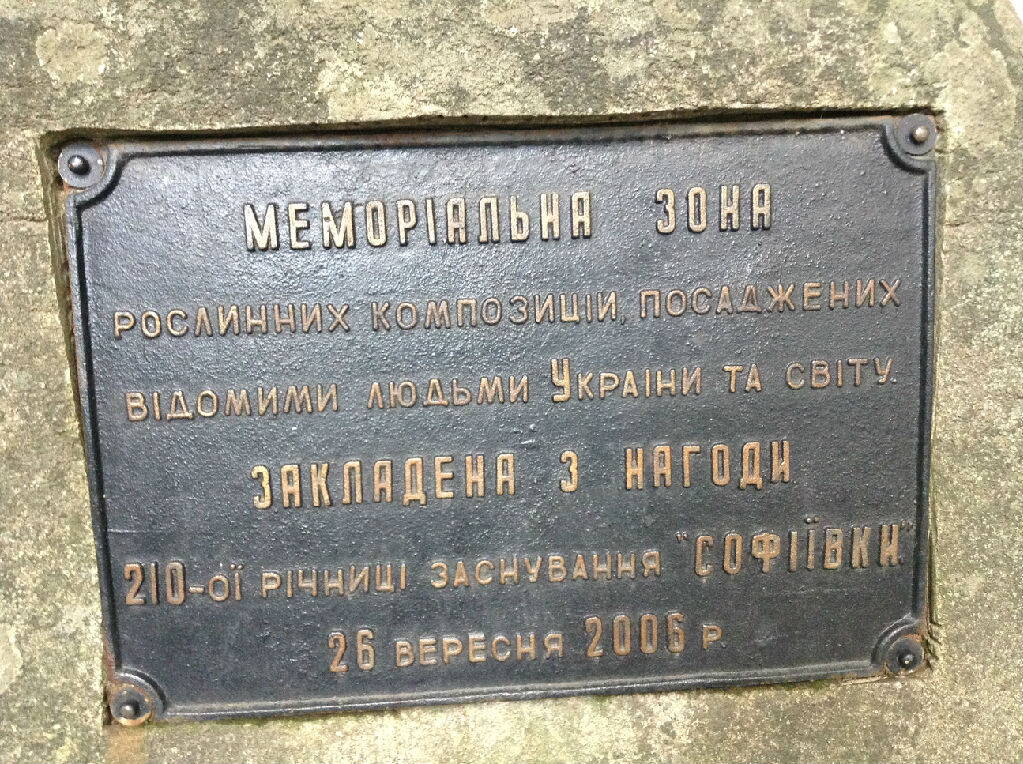 МЕМОРІАЛЬНА ЗОНА
РОСЛИННИХ КОМПОЗИЦІЙ, ПОСАДЖЕНИХ
ВІДОМИМИ ЛЮДЬМИ УКРАІНИ ТА СВІТУ.
ЗАКЛАДЕНА З НАГОДИ
210-ОЇ РІЧНИЦІ ЗАСНУВАННЯ "СОФІЇВКИ"
26 ВЕРЕСНЯ 2006 Р.